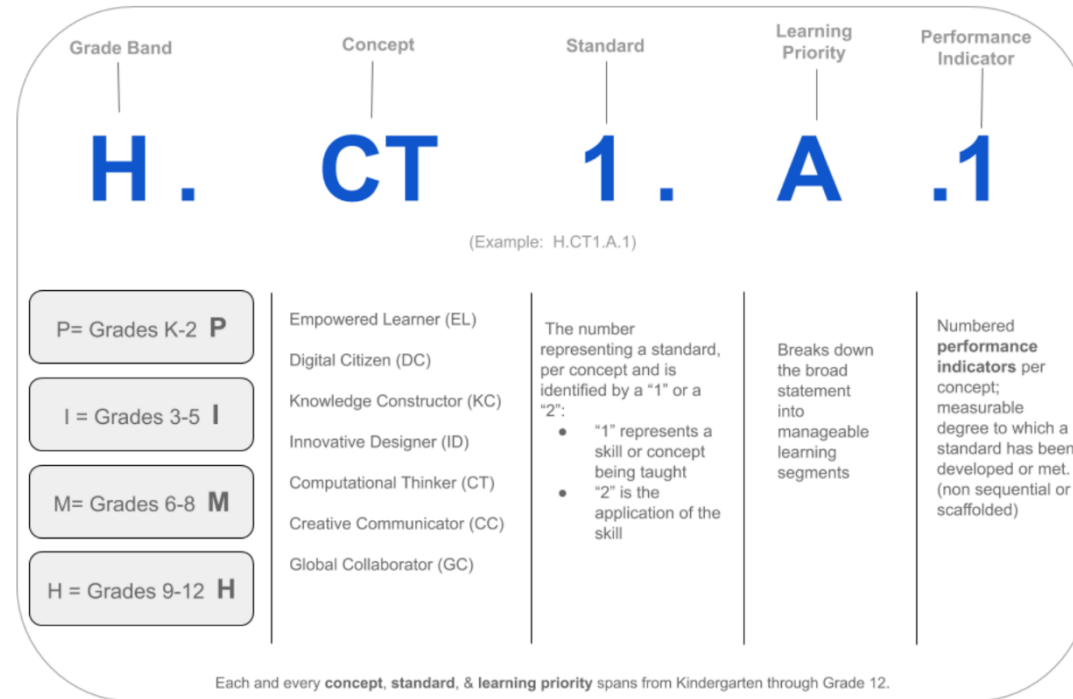 Grade Band
Concept
Standard
Learning
Priority
Performance
Indicator
H .
CT
1 .
A
.1
(Example: H.CT1.A.1)
P= Grades K-2 P
I = Grades 3-5 I
M= Grades 6-8 M
H = Grades 9-12 H
Empowered Learner (EL)
Digital Citizen (DC)
Knowledge Constructor (KC)
Innovative Designer (ID)
Computational Thinker (CT)
Creative Communicator (CC)
Global Collaborator (GC)
The number
representing a standard,
per concept and is
identified by a “1” or a
“2”:
● “1” represents a
skill or concept
being taught
● “2” is the
application of the
skill
Breaks down
the broad
statement
into
manageable
learning
segments
Numbered
performance
indicators per
concept;
measurable
degree to which a
standard has been
developed or met.
(non sequential or
scaffolded)
Each and every concept, standard, & learning priority spans from Kindergarten through Grade 12.